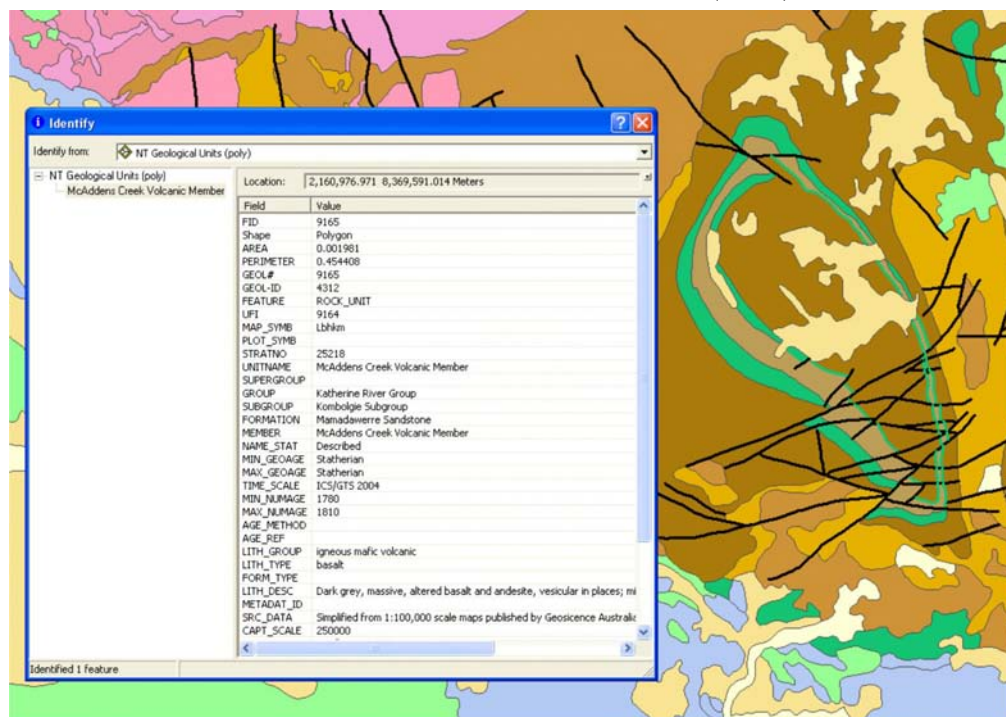 Identify
Identify from: NT Geological Units (poly)
NT Geological Units (poly)
McAddens Creek Volcanic Member
Location: 2,160,976.971 8,369,591.014 Meters
Field Value
FID 9165
Shape Polygon
AREA 0.001981
PERIMETER 0.454408
GEOL# 9165
GEOL-ID 4312
FEATURE ROCK_UNIT
UFI 9164
MAP_SYMB Lbhkm
PLOT_SYMB
STRATNO 25218
UNITNAME McAddens Creek Volcanic Member
SUPERGROUP
GROUP Katherine River Group
SUBGROUP Kombolgie Subgroup
FORMATION Mamadawerre Sandstone
MEMBER McAddens Creek Volcanic Member
NAME_STAT Described
MIN_GEOAGE Statherian
MAX_GEOAGE Statherian
TIME_SCALE ICS/GTS 2004
MIN_NUMAGE 1780
MAX_NUMAGE 1810
AGE_METHOD
AGE_REF
LITH_GROUP igneous mafic volcanic
LITH_TYPE basalt
FORM_TYPE
LITH_DESC Dark grey, massive, altered basalt and andesite, vesicular in places; mi
METADAT_ID
SRC_DATA Simplified from 1:100,000 scale maps published by Geosicence Australia
CAPT_SCALE 250000
Identified 1 feature